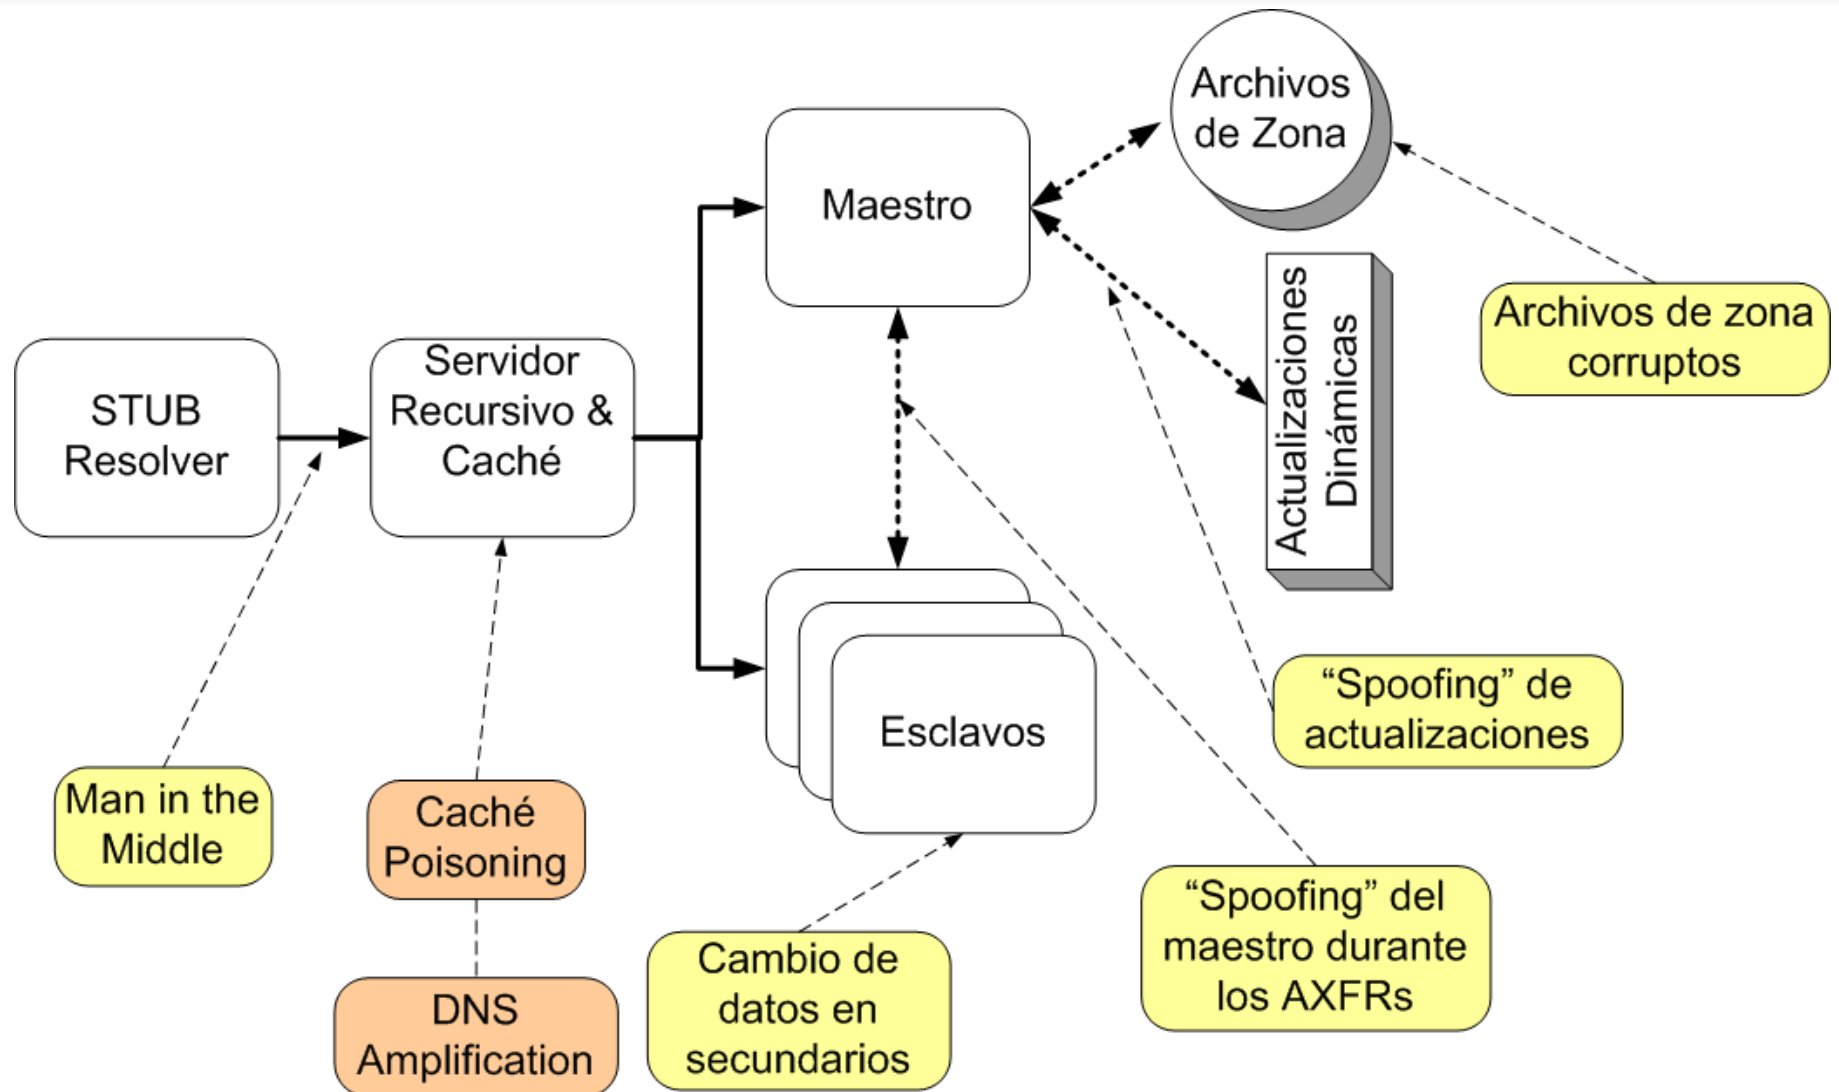 Archivos
de Zona
Maestro
Actualizaciones
Dinámicas
Archivos de zona
corruptos
STUB
Resolver
Servidor
Recursivo &
Caché
Esclavos
“Spoofing” de
actualizaciones
Man in the
Middle
Caché
Poisoning
“Spoofing” del
maestro durante
los AXFRs
Cambio de
datos en
secundarios
DNS
Amplification